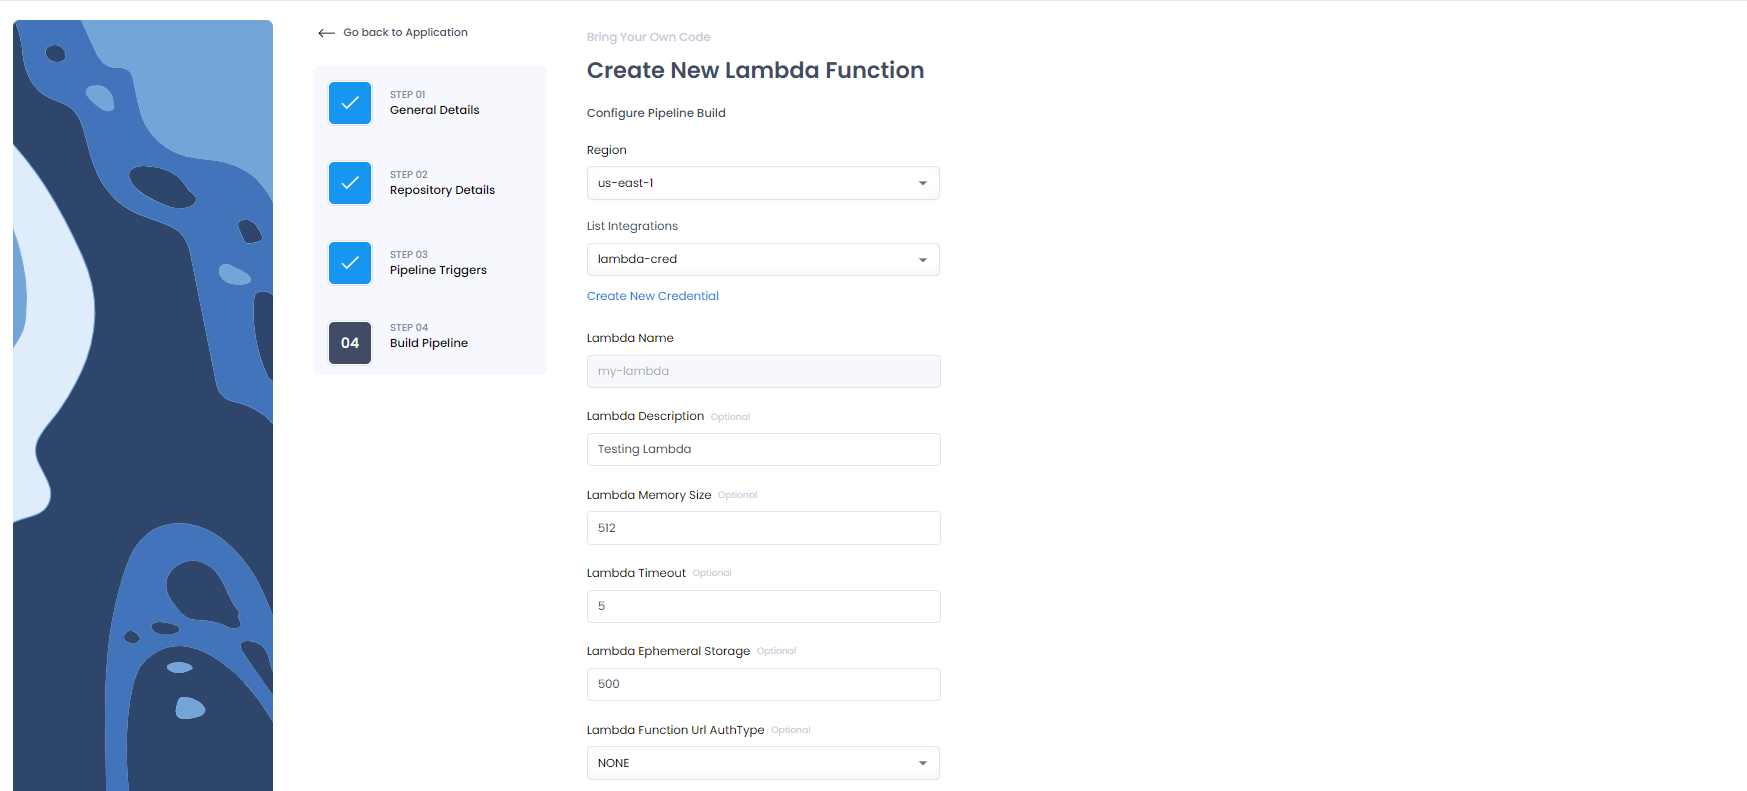 Go back to Application
STEP 01
General Details
STEP 02
Repository Details
STEP 03
Pipeline Triggers
04
STEP 04
Build Pipeline
Bring Your Own Code
Create New Lambda Function
Configure Pipeline Build
Region
us-east-1
List Integrations
lambda-cred
Create New Credential
Lambda Name
my-lambda
Lambda Description Optional
Testing Lambda
Lambda Memory Size Optional
512
Lambda Timeout Optional
5
Lambda Ephemeral Storage Optional
500
Lambda Function Url AuthType Optional
NONE